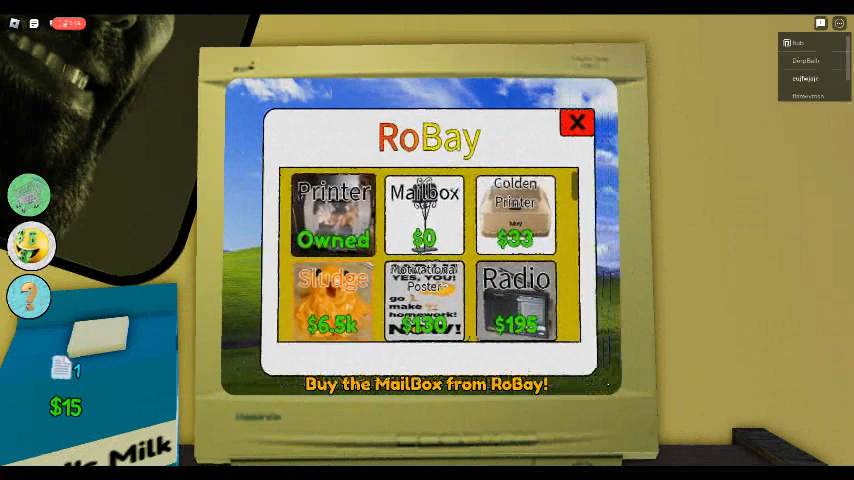 RoBay
X
Printer
Owned
Mailbox
$0
Golden
Printer
$33
Sludge
$6.5k
Motivational
Poster
YES, YOU!
go
make
homework!
NOW!
$130
Radio
$195
Buy the MailBox from RoBay!
1
$15
?
Milk